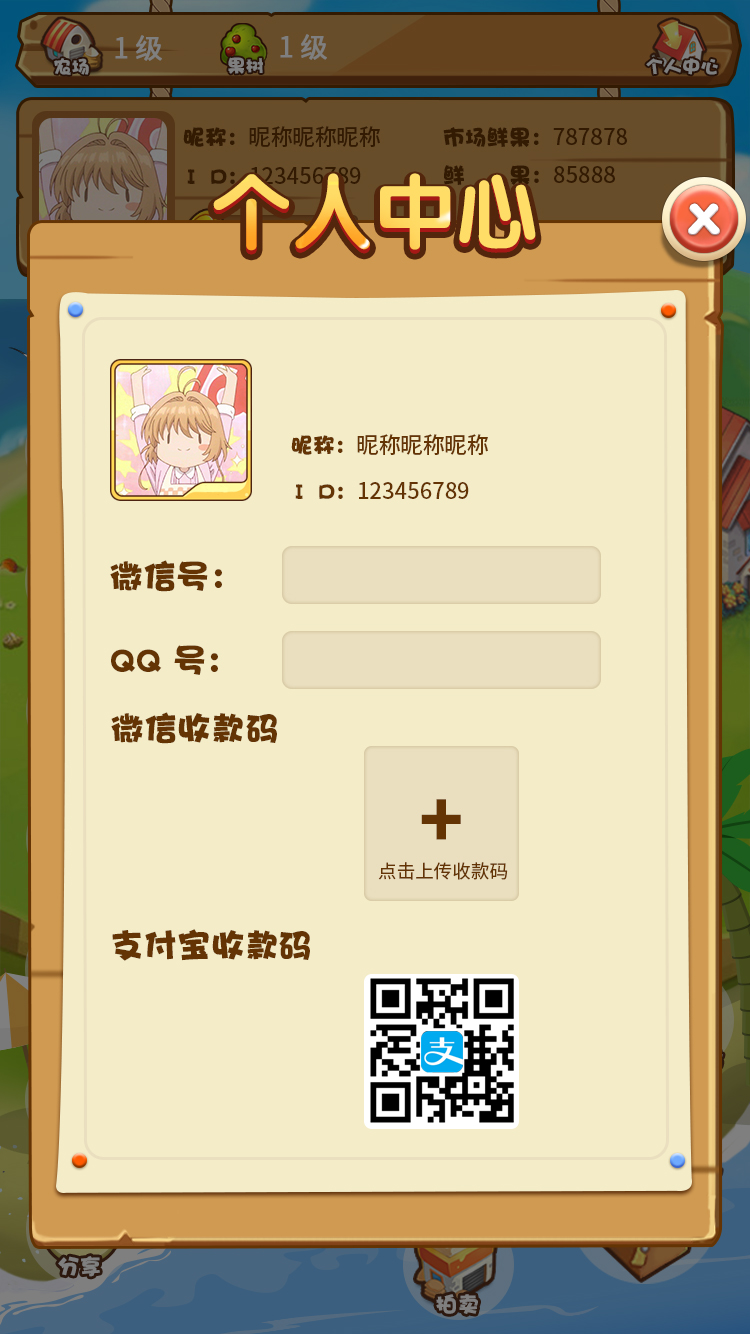 1 级
1 级
农场
果树
个人中心
昵称：昵称昵称昵称
市场鲜果：787878
I D：123456789
鲜 果：85888
个人中心
昵称：昵称昵称昵称
I D：123456789
微信号：
QQ 号：
微信收款码
点击上传收款码
支付宝收款码
支
分享
拍卖